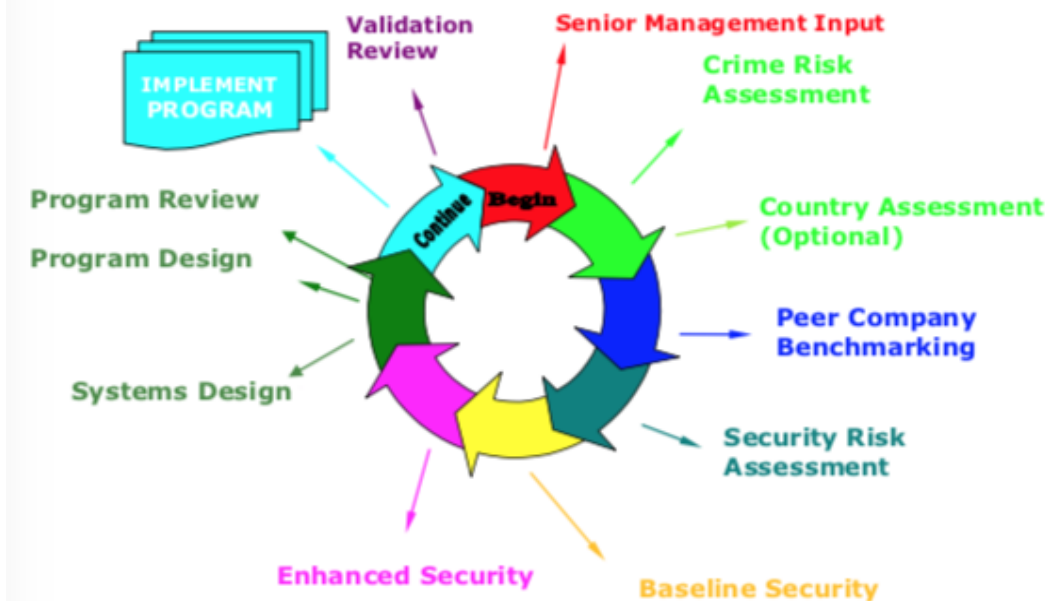 Validation
Review
Senior Management Input
Crime Risk
Assessment
IMPLEMENT
PROGRAM
Program Review
Continue
Begin
Country Assessment
(Optional)
Program Design
Peer Company
Benchmarking
Systems Design
Security Risk
Assessment
Enhanced Security
Baseline Security